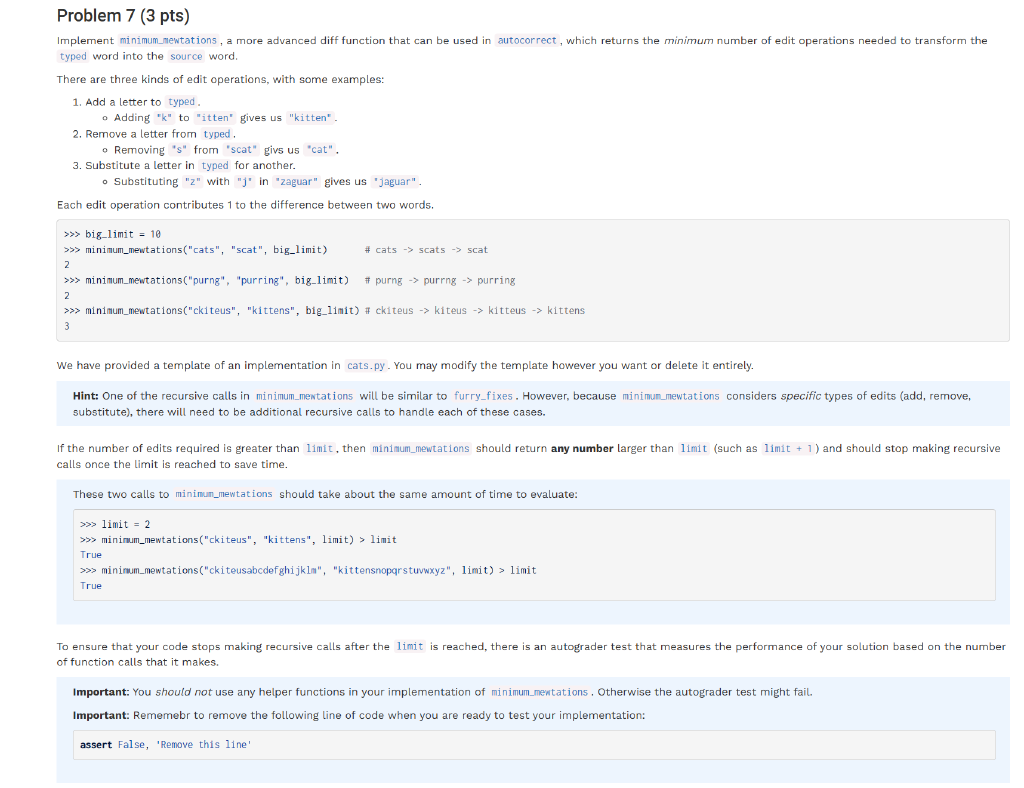 Problem 7 (3 pts)
Implement minimum_mewtations , a more advanced diff function that can be used in autocorrect , which returns the minimum number of edit operations needed to transform the
typed word into the source word.
There are three kinds of edit operations, with some examples:
1. Add a letter to typed .
Adding "k" to "itten" gives us "kitten" .
2. Remove a letter from typed .
Removing "s" from "scat" givs us "cat" .
3. Substitute a letter in typed for another.
Substituting "z" with "j" in "zaguar" gives us "jaguar" .
Each edit operation contributes 1 to the difference between two words.
>>> big_limit = 10
>>> minimum_mewtations("cats", "scat", big_limit) # cats -> scats -> scat
2
>>> minimum_mewtations("purng", "purring", big_limit) # purng -> purrng -> purring
2
>>> minimum_mewtations("ckiteus", "kittens", big_limit) # ckiteus -> kiteus -> kitteus -> kittens
3
We have provided a template of an implementation in cats.py . You may modify the template however you want or delete it entirely.
Hint: One of the recursive calls in minimum_mewtations will be similar to furry_fixes . However, because minimum_mewtations considers specific types of edits (add, remove,
substitute), there will need to be additional recursive calls to handle each of these cases.
If the number of edits required is greater than limit , then minimum_mewtations should return any number larger than limit (such as limit + 1 ) and should stop making recursive
calls once the limit is reached to save time.
These two calls to minimum_mewtations should take about the same amount of time to evaluate:
>>> limit = 2
>>> minimum_mewtations("ckiteus", "kittens", limit) > limit
True
>>> minimum_mewtations("ckiteusabcdefghijklm", "kittensnopqrstuvwxyz", limit) > limit
True
To ensure that your code stops making recursive calls after the limit is reached, there is an autograder test that measures the performance of your solution based on the number
of function calls that it makes.
Important: You should not use any helper functions in your implementation of minimum_mewtations . Otherwise the autograder test might fail.
Important: Rememebr to remove the following line of code when you are ready to test your implementation:
assert False, 'Remove this line'